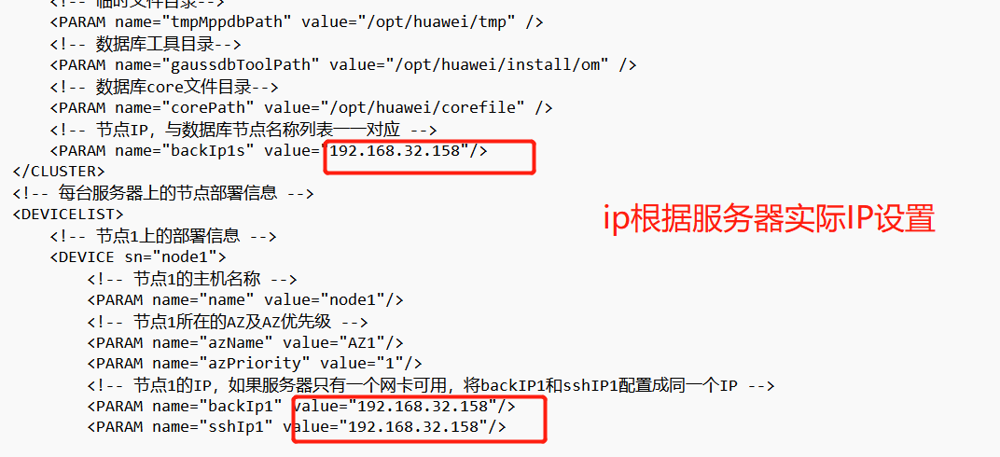 <!-- 临时文件目录-->
<PARAM name="tmpMppdbPath" value="/opt/huawei/tmp" />
<!-- 数据库工具目录-->
<PARAM name="gaussdbToolPath" value="/opt/huawei/install/om" />
<!-- 数据库core文件目录-->
<PARAM name="corePath" value="/opt/huawei/corefile" />
<!-- 节点IP，与数据库节点名称列表一一对应 -->
<PARAM name="backIp1s" value="192.168.32.158"/>
</CLUSTER>
<!-- 每台服务器上的节点部署信息 -->
ip根据服务器实际IP设置
<DEVICELIST>
<!-- 节点1上的部署信息 -->
<DEVICE sn="node1">
<!-- 节点1的主机名称 -->
<PARAM name="name" value="node1"/>
<!-- 节点1所在的AZ及AZ优先级 -->
<PARAM name="azName" value="AZ1"/>
<PARAM name="azPriority" value="1"/>
<!-- 节点1的IP，如果服务器只有一个网卡可用，将backIP1和sshIP1配置成同一个IP -->
<PARAM name="backIp1" value="192.168.32.158"/>
<PARAM name="sshIp1" value="192.168.32.158"/>